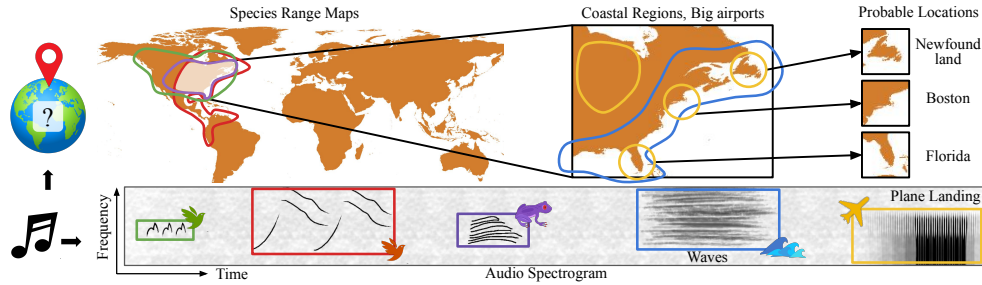 Species Range Maps
Coastal Regions, Big airports
Probable Locations
Newfound
land
?
Boston
Florida
Plane Landing
Frequency
Waves
Time
Audio Spectrogram